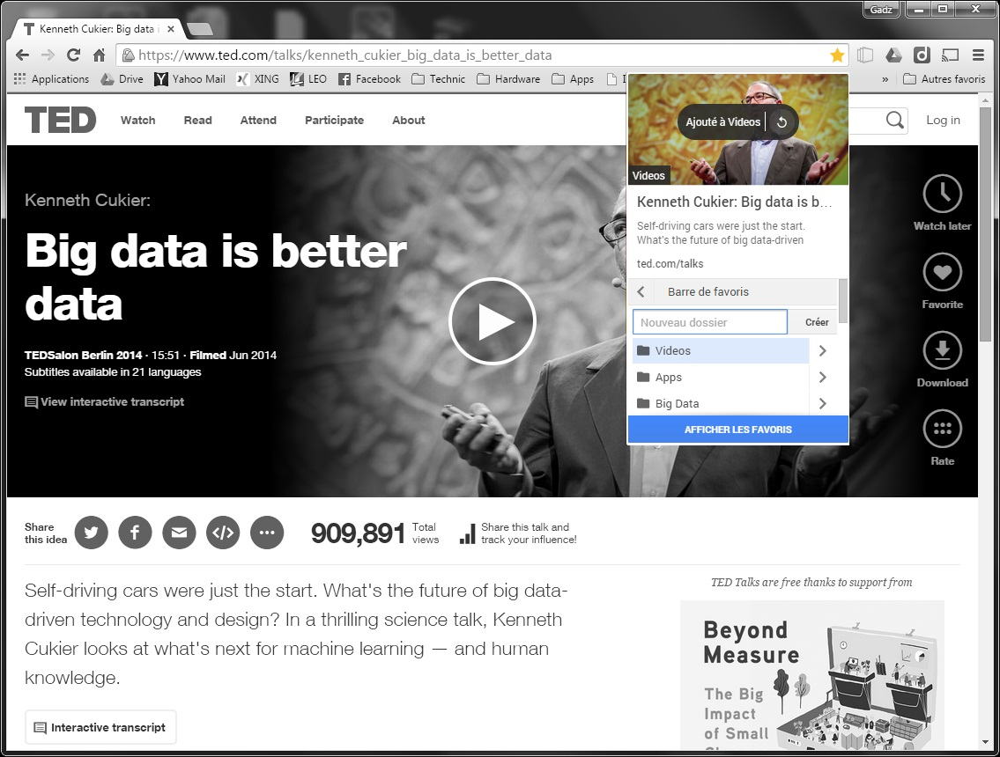 Gadz
Kenneth Cukier: Big data i
https://www.ted.com/talks/kenneth_cukier_big_data_is_better_data
Applications Drive Yahoo Mail XING LEO Facebook Technic Hardware Apps » Autres favoris
TED Watch Read Attend Participate About Log in
Kenneth Cukier:
Big data is better
data
TEDSalon Berlin 2014 · 15:51 · Filmed Jun 2014
Subtitles available in 21 languages
View interactive transcript
Ajouté à Videos
Videos
Kenneth Cukier: Big data is b...
Self-driving cars were just the start.
What's the future of big data-driven
ted.com/talks
Barre de favoris
Nouveau dossier Créer
Videos
Apps
Big Data
AFFICHER LES FAVORIS
Watch later
Favorite
Download
Rate
Share
this idea
909,891 Total
views
Share this talk and
track your influence!
Self-driving cars were just the start. What's the future of big data-
driven technology and design? In a thrilling science talk, Kenneth
Cukier looks at what's next for machine learning — and human
knowledge.
Interactive transcript
TED Talks are free thanks to support from
Beyond
Measure
The Big
Impact
of Small